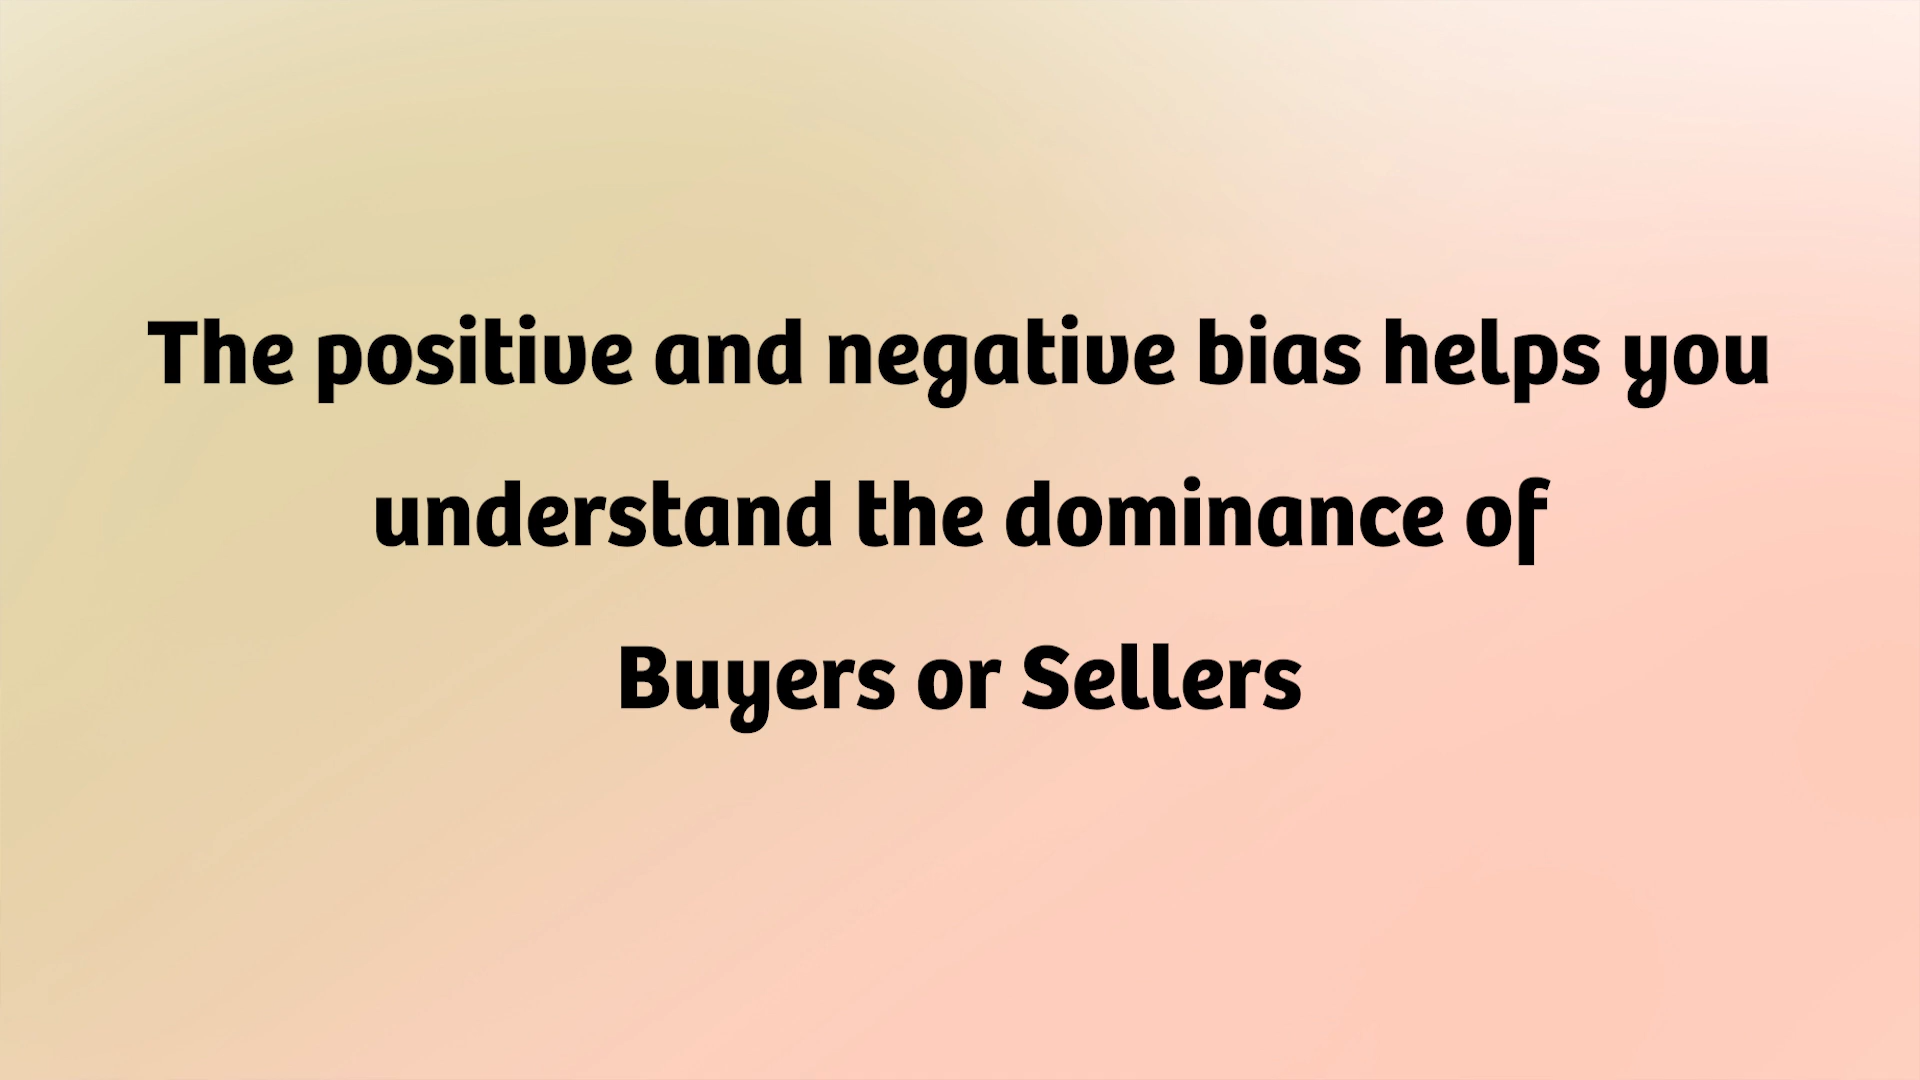 The positive and negative bias helps you
understand the dominance of
Buyers or Sellers